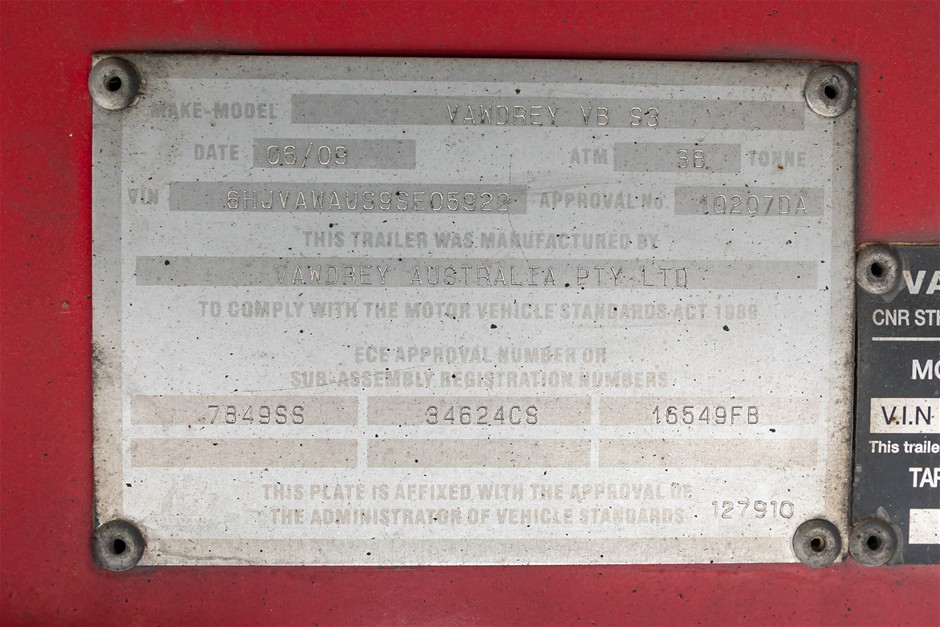 MAKE-MODEL VAWDREY VB S3
DATE 06/09 ATM 38 TONNE
VIN 6HJVAWAUS9SE05922 APPROVAL No. 10207DA
THIS TRAILER WAS MANUFACTURED BY
VAWDREY AUSTRALIA PTY LTD
TO COMPLY WITH THE MOTOR VEHICLE STANDARDS ACT 1989
ECE APPROVAL NUMBER OR
SUB-ASSEMBLY REGISTRATION NUMBERS
7849SS 34624CS 16549FB
THIS PLATE IS AFFIXED WITH THE APPROVAL OF
THE ADMINISTRATOR OF VEHICLE STANDARDS. 127910
VA
CNR ST
MO
V.I.N
This traile
TAR